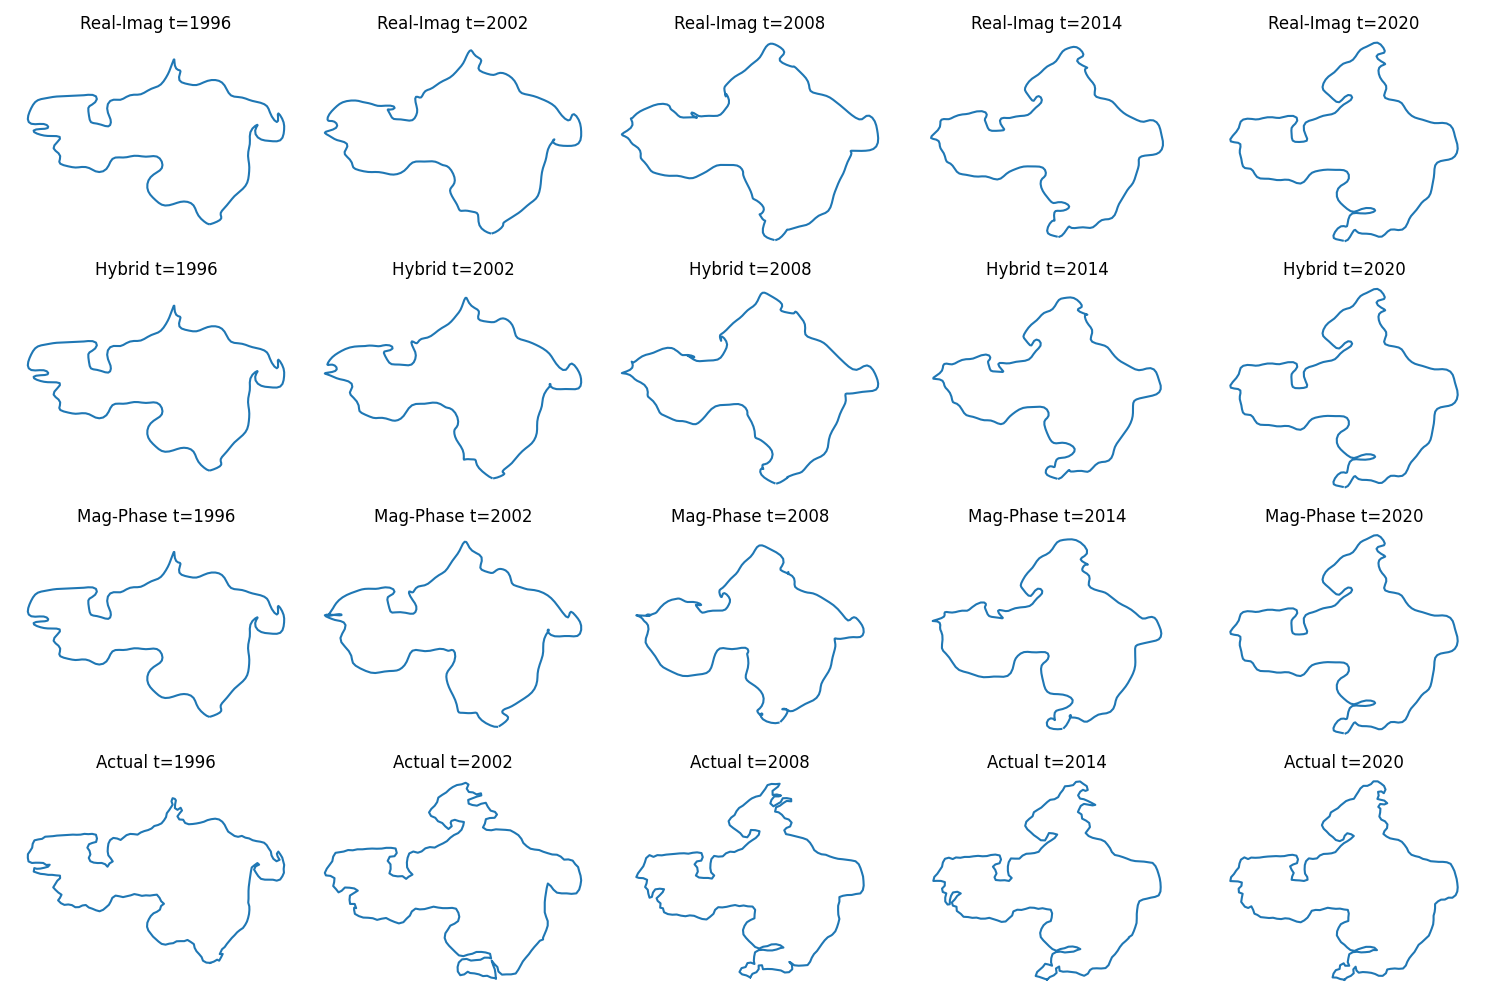 Real-Imag t=1996
Real-Imag t=2002
Real-Imag t=2008
Real-Imag t=2014
Real-Imag t=2020
Hybrid t=1996
Hybrid t=2002
Hybrid t=2008
Hybrid t=2014
Hybrid t=2020
Mag-Phase t=1996
Mag-Phase t=2002
Mag-Phase t=2008
Mag-Phase t=2014
Mag-Phase t=2020
Actual t=1996
Actual t=2002
Actual t=2008
Actual t=2014
Actual t=2020